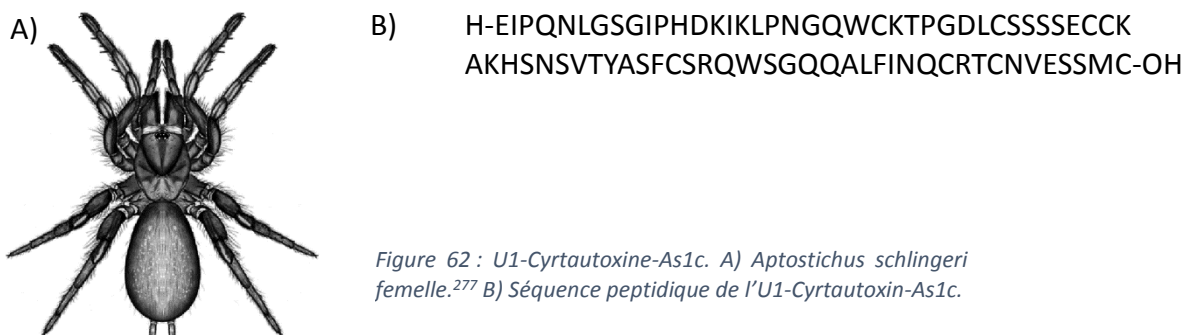 A)
B) H-EIPQNLGSGIPHDKIKLPNGQWCKTPGDLCSSSSECCK
AKHSNSVTYASFCSRQWSGQQALFINQCRTCNVESSMC-OH
Figure 62 : U1-Cyrtautoxine-As1c. A) Aptostichus schlingeri
femelle.277 B) Séquence peptidique de l'U1-Cyrtautoxin-As1c.